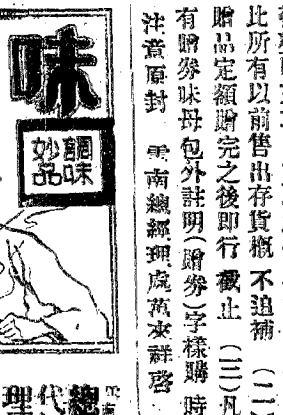 此所有以前售出存貨概不追補(二)
贈品定額贈完之後即行截止(三)凡
有贈券味母包外註明(贈券)字樣購時
注意原封 雲南總經理處萬來祥啓
味
調味
妙品
總
代
理